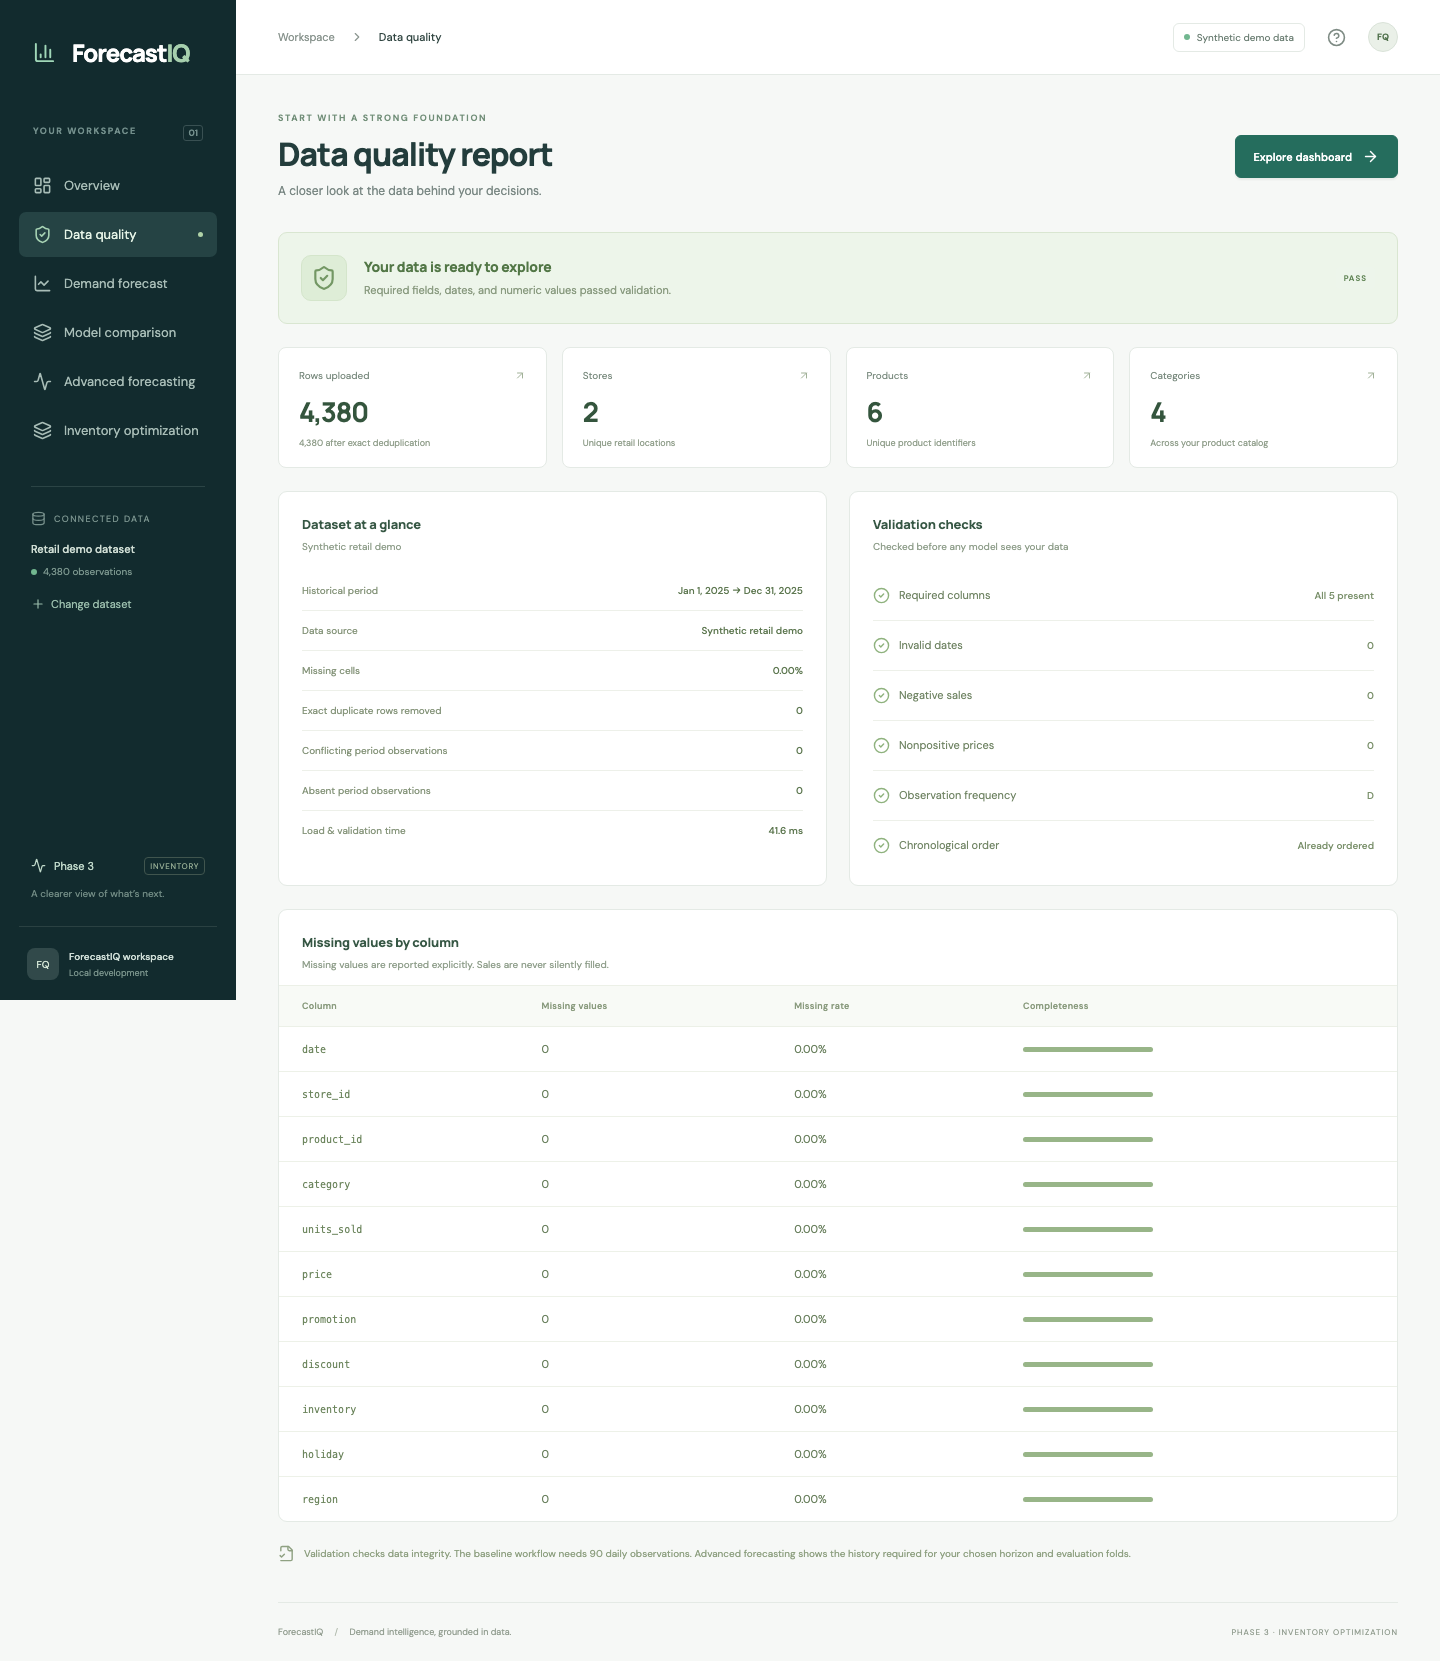 ForecastIQ
YOUR WORKSPACE 01
Overview
Data quality
Demand forecast
Model comparison
Advanced forecasting
Inventory optimization
CONNECTED DATA
Retail demo dataset
4,380 observations
Change dataset
Phase 3 INVENTORY
A clearer view of what's next.
FQ
ForecastIQ workspace
Local development
Workspace > Data quality
Synthetic demo data
FQ
START WITH A STRONG FOUNDATION
Data quality report
A closer look at the data behind your decisions.
Explore dashboard →
Your data is ready to explore
Required fields, dates, and numeric values passed validation.
PASS
Rows uploaded
4,380
4,380 after exact deduplication
Stores
2
Unique retail locations
Products
6
Unique product identifiers
Categories
4
Across your product catalog
Dataset at a glance
Synthetic retail demo
Historical period Jan 1, 2025 → Dec 31, 2025
Data source Synthetic retail demo
Missing cells 0.00%
Exact duplicate rows removed 0
Conflicting period observations 0
Absent period observations 0
Load & validation time 41.6 ms
Validation checks
Checked before any model sees your data
Required columns All 5 present
Invalid dates 0
Negative sales 0
Nonpositive prices 0
Observation frequency D
Chronological order Already ordered
Missing values by column
Missing values are reported explicitly. Sales are never silently filled.
Column Missing values Missing rate Completeness
date 0 0.00%
store_id 0 0.00%
product_id 0 0.00%
category 0 0.00%
units_sold 0 0.00%
price 0 0.00%
promotion 0 0.00%
discount 0 0.00%
inventory 0 0.00%
holiday 0 0.00%
region 0 0.00%
Validation checks data integrity. The baseline workflow needs 90 daily observations. Advanced forecasting shows the history required for your chosen horizon and evaluation folds.
ForecastIQ / Demand intelligence, grounded in data.
PHASE 3 · INVENTORY OPTIMIZATION